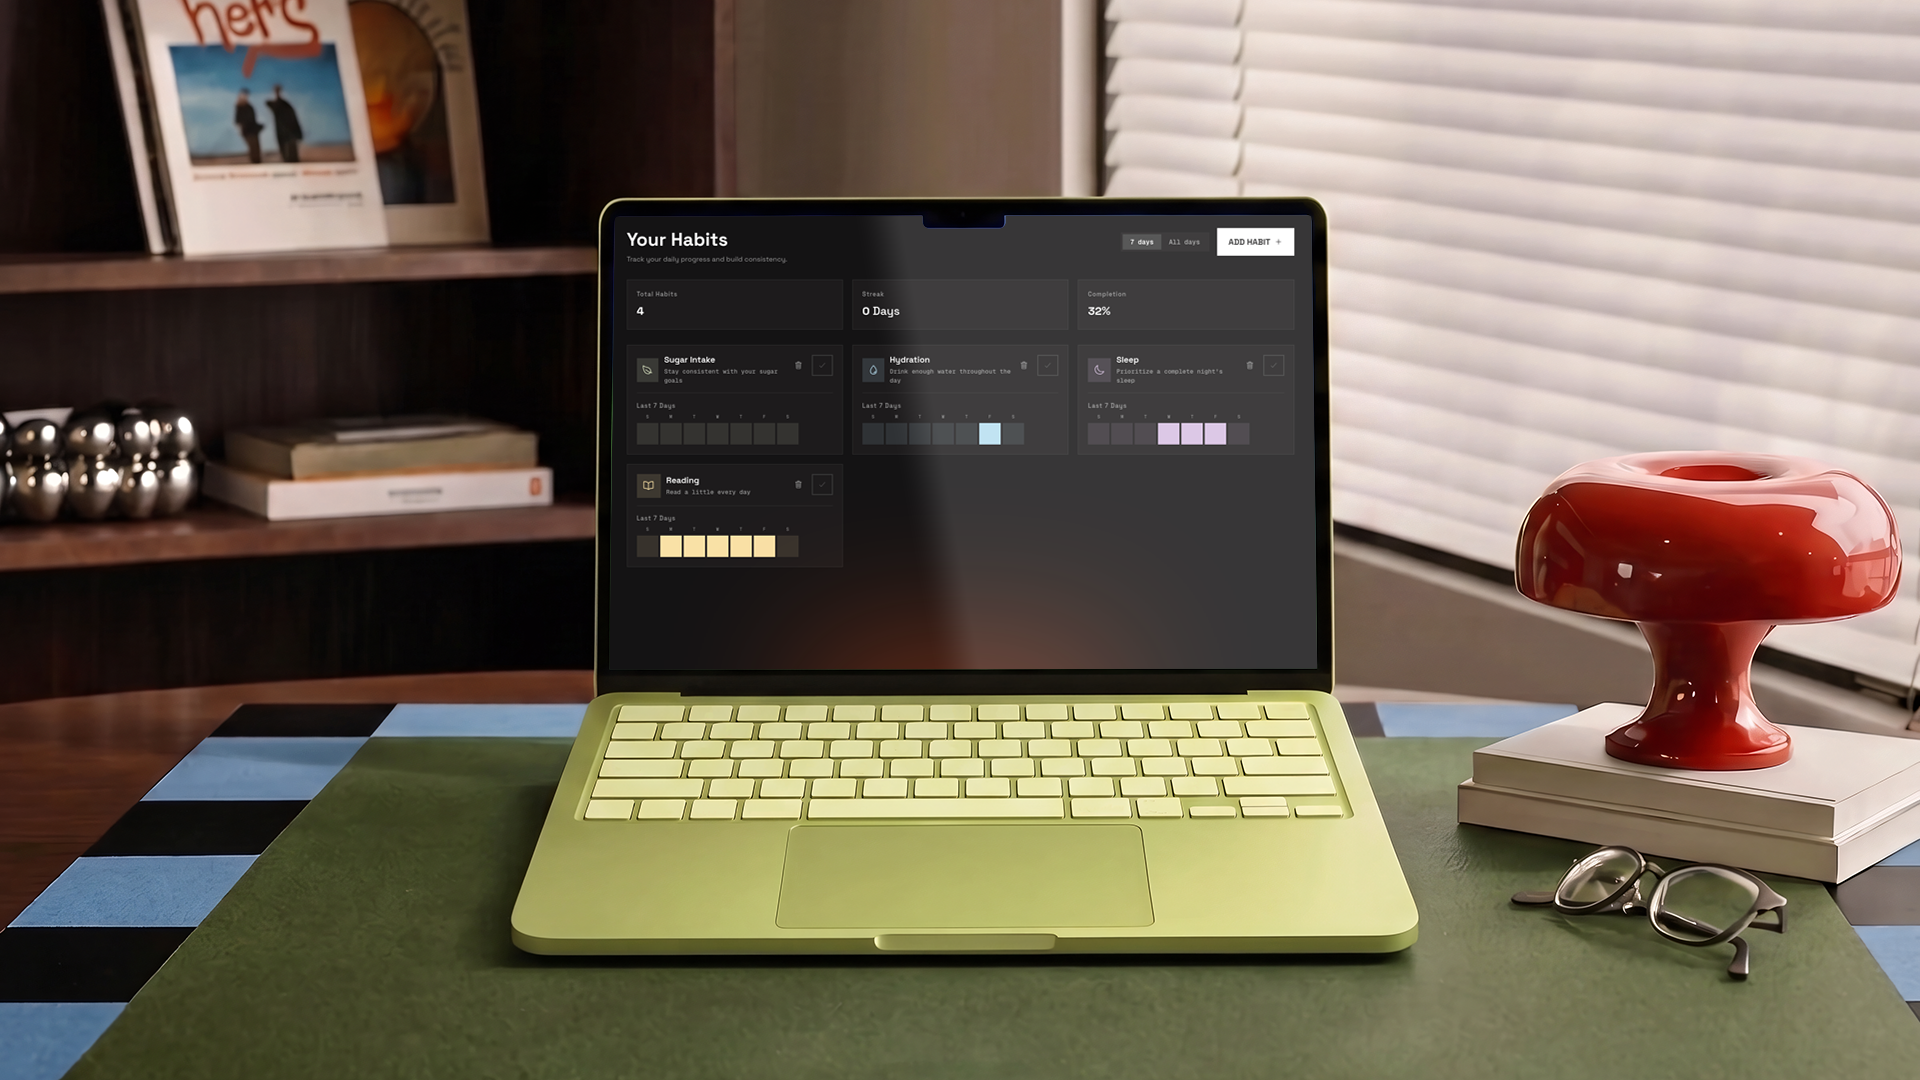 hers
Your Habits
Track your daily progress and build consistency.
7 days
All days
ADD HABIT +
Total Habits
4
Streak
0 Days
Completion
32%
Sugar Intake
Stay consistent with your sugar
goals
Last 7 Days
S M T W T F S
Hydration
Drink enough water throughout the
day
Last 7 Days
S M T W T F S
Sleep
Prioritize a complete night's
sleep
Last 7 Days
S M T W T F S
Reading
Read a little every day
Last 7 Days
S M T W T F S